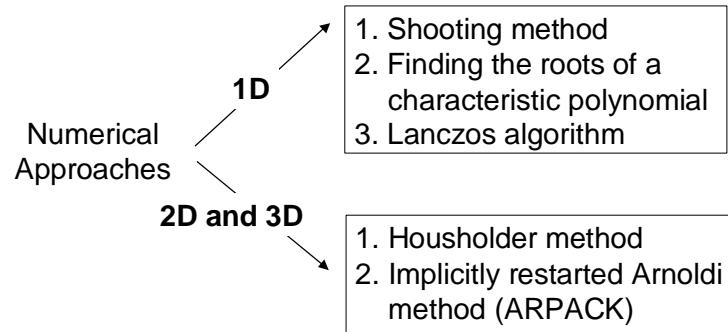 Numerical
Approaches
1D
1. Shooting method
2. Finding the roots of a
characteristic polynomial
3. Lanczos algorithm
2D and 3D
1. Housholder method
2. Implicitly restarted Arnoldi
method (ARPACK)